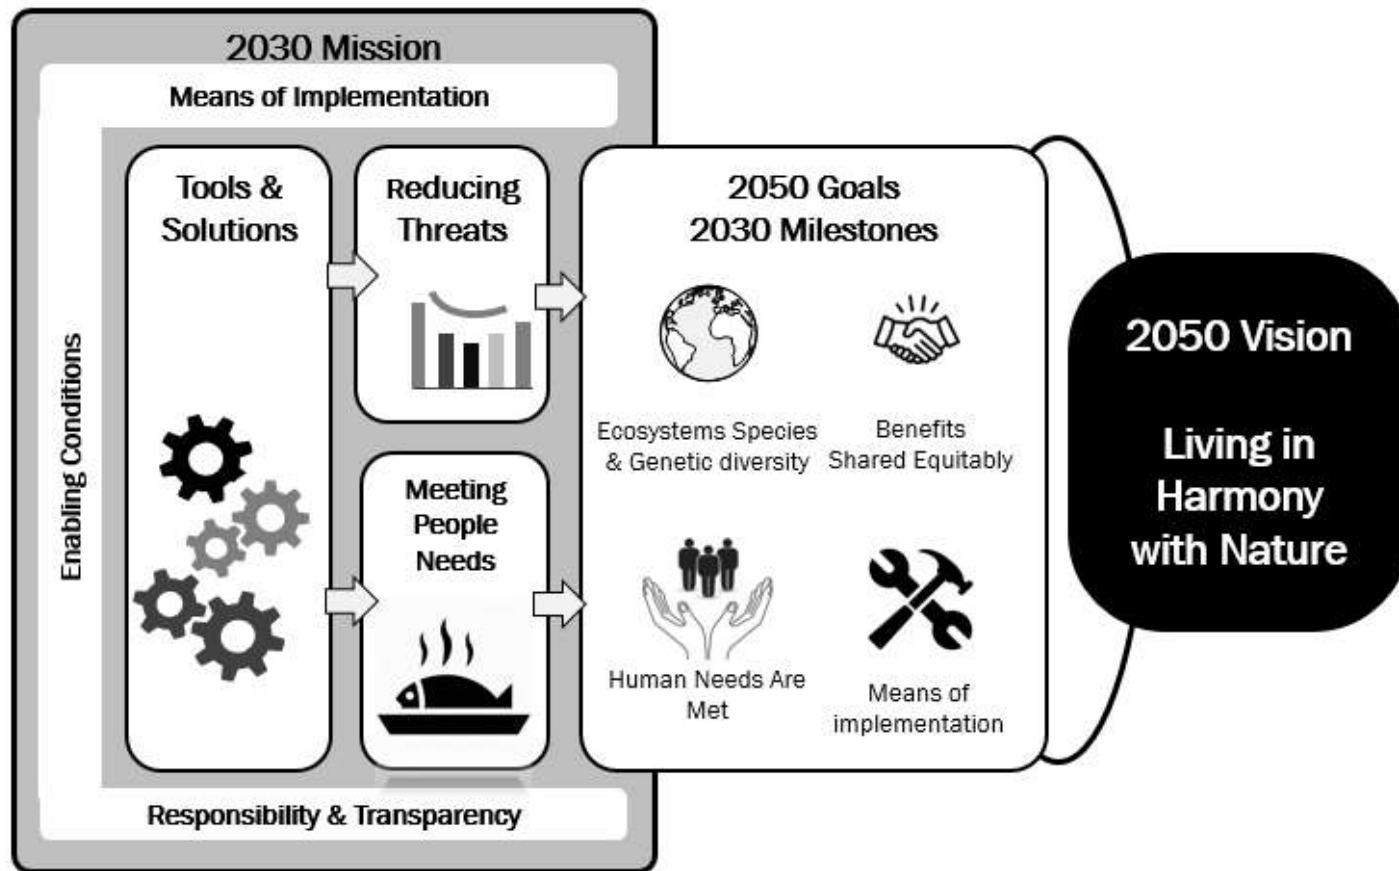 2030 Mission
Means of Implementation
Enabling Conditions
Tools &
Solutions
Reducing
Threats
Meeting
People
Needs
Responsibility & Transparency
2050 Goals
2030 Milestones
Ecosystems Species
& Genetic diversity
Benefits
Shared Equitably
Human Needs Are
Met
Means of
implementation
2050 Vision
Living in
Harmony
with Nature